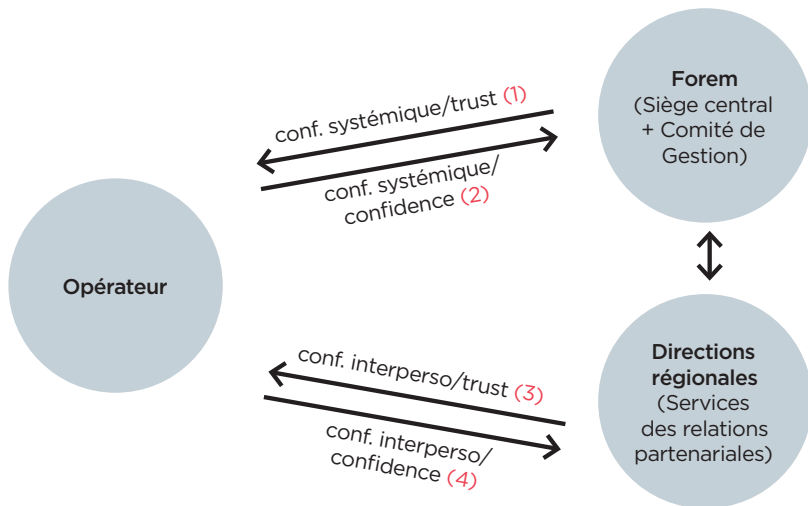 Forem
(Siège central
+ Comité de
Gestion)
conf. systémique/trust (1)
conf. systémique/
confidence (2)
Opérateur
conf. interperso/trust (3)
conf. interperso/
confidence (4)
Directions
régionales
(Services
des relations
partenariales)